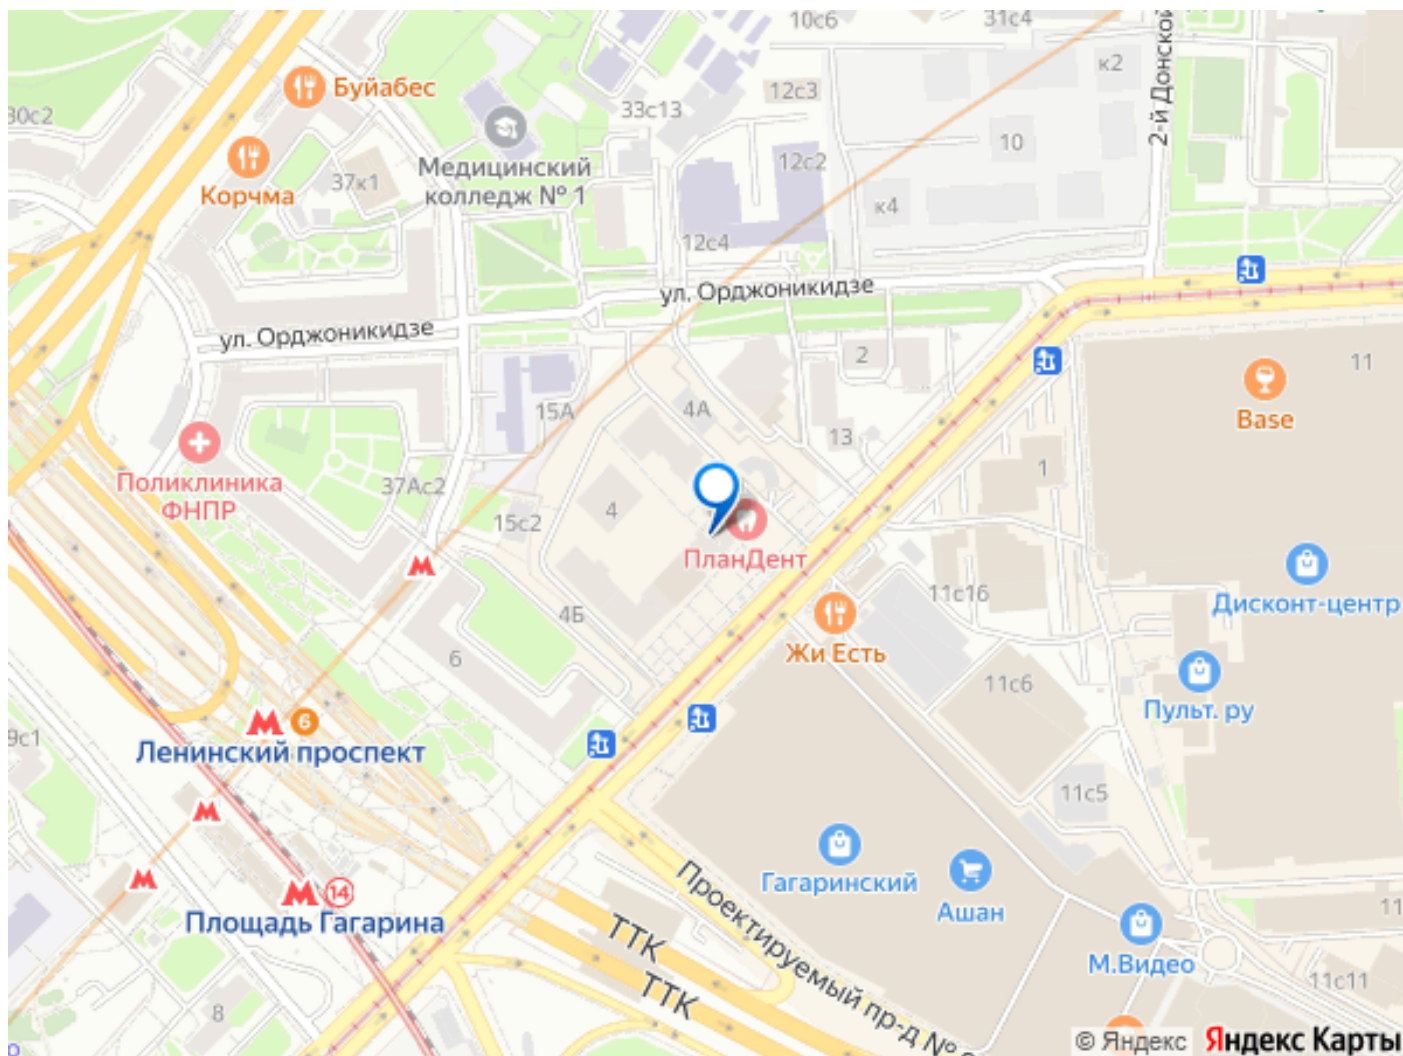 10с6
31с4
Буйабес
30с2
33с13
12с3
к2
2-й Донской
Медицинский
колледж № 1
12с2
10
Корчма
37к1
к4
12с4
ул. Орджоникидзе
ул. Орджоникидзе
2
11
Base
15А
4А
13
1
Поликлиника
ФНПР
37Ас2
4
15с2
ПланДент
11с16
Дисконт-центр
4Б
Жи Есть
6
11с6
Пульт.ру
М
М
6
Ленинский проспект
9с1
11с5
М
М
М
14
Площадь Гагарина
Гагаринский
Ашан
Проектируемый пр-д №
ТТК
ТТК
М.Видео
11
11с11
8
© Яндекс Яндекс Карты